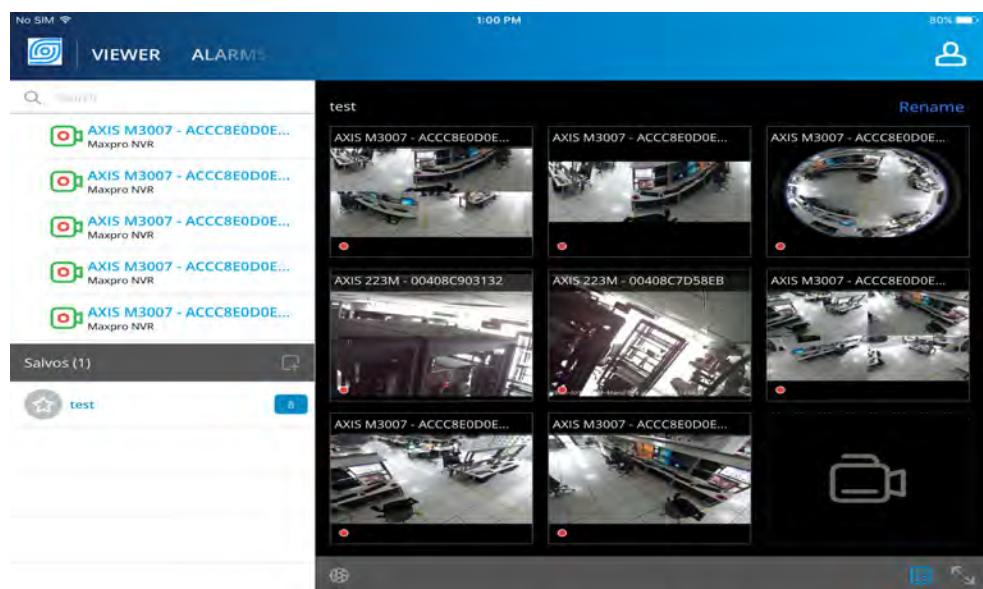 No SIM
1:00 PM
80%
VIEWER
ALARMS
Search
AXIS M3007 - ACCC8E0D0E...
Maxpro NVR
AXIS M3007 - ACCC8E0D0E...
Maxpro NVR
AXIS M3007 - ACCC8E0D0E...
Maxpro NVR
AXIS M3007 - ACCC8E0D0E...
Maxpro NVR
AXIS M3007 - ACCC8E0D0E...
Maxpro NVR
Salvos (1)
test
8
test
Rename
AXIS M3007 - ACCC8E0D0E...
AXIS M3007 - ACCC8E0D0E...
AXIS M3007 - ACCC8E0D0E...
AXIS 223M - 00408C903132
AXIS 223M - 00408C7D58EB
AXIS M3007 - ACCC8E0D0E...
AXIS M3007 - ACCC8E0D0E...
AXIS M3007 - ACCC8E0D0E...